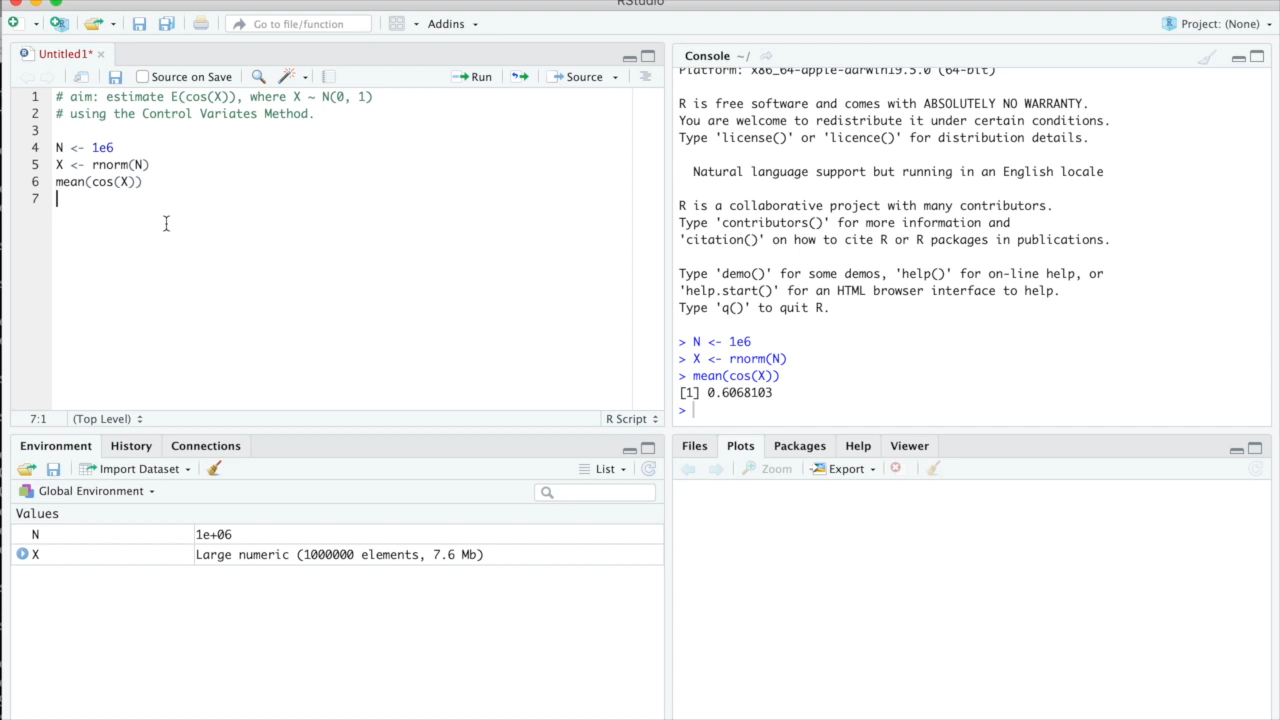 RStudio
Go to file/function
Addins
Project: (None)
Untitled1*
Source on Save
Run
Source
1 # aim: estimate E(cos(X)), where X ~ N(0, 1)
2 # using the Control Variates Method.
3
4 N <- 1e6
5 X <- rnorm(N)
6 mean(cos(X))
7
7:1
(Top Level)
R Script
Console ~/
Platform: x86_64-apple-darwin19.5.0 (64-bit)
R is free software and comes with ABSOLUTELY NO WARRANTY.
You are welcome to redistribute it under certain conditions.
Type 'license()' or 'licence()' for distribution details.
Natural language support but running in an English locale
R is a collaborative project with many contributors.
Type 'contributors()' for more information and
'citation()' on how to cite R or R packages in publications.
Type 'demo()' for some demos, 'help()' for on-line help, or
'help.start()' for an HTML browser interface to help.
Type 'q()' to quit R.
> N <- 1e6
> X <- rnorm(N)
> mean(cos(X))
[1] 0.6068103
>
Environment History Connections
Import Dataset
List
Global Environment
Values
N 1e+06
X Large numeric (1000000 elements, 7.6 Mb)
Files Plots Packages Help Viewer
Zoom
Export